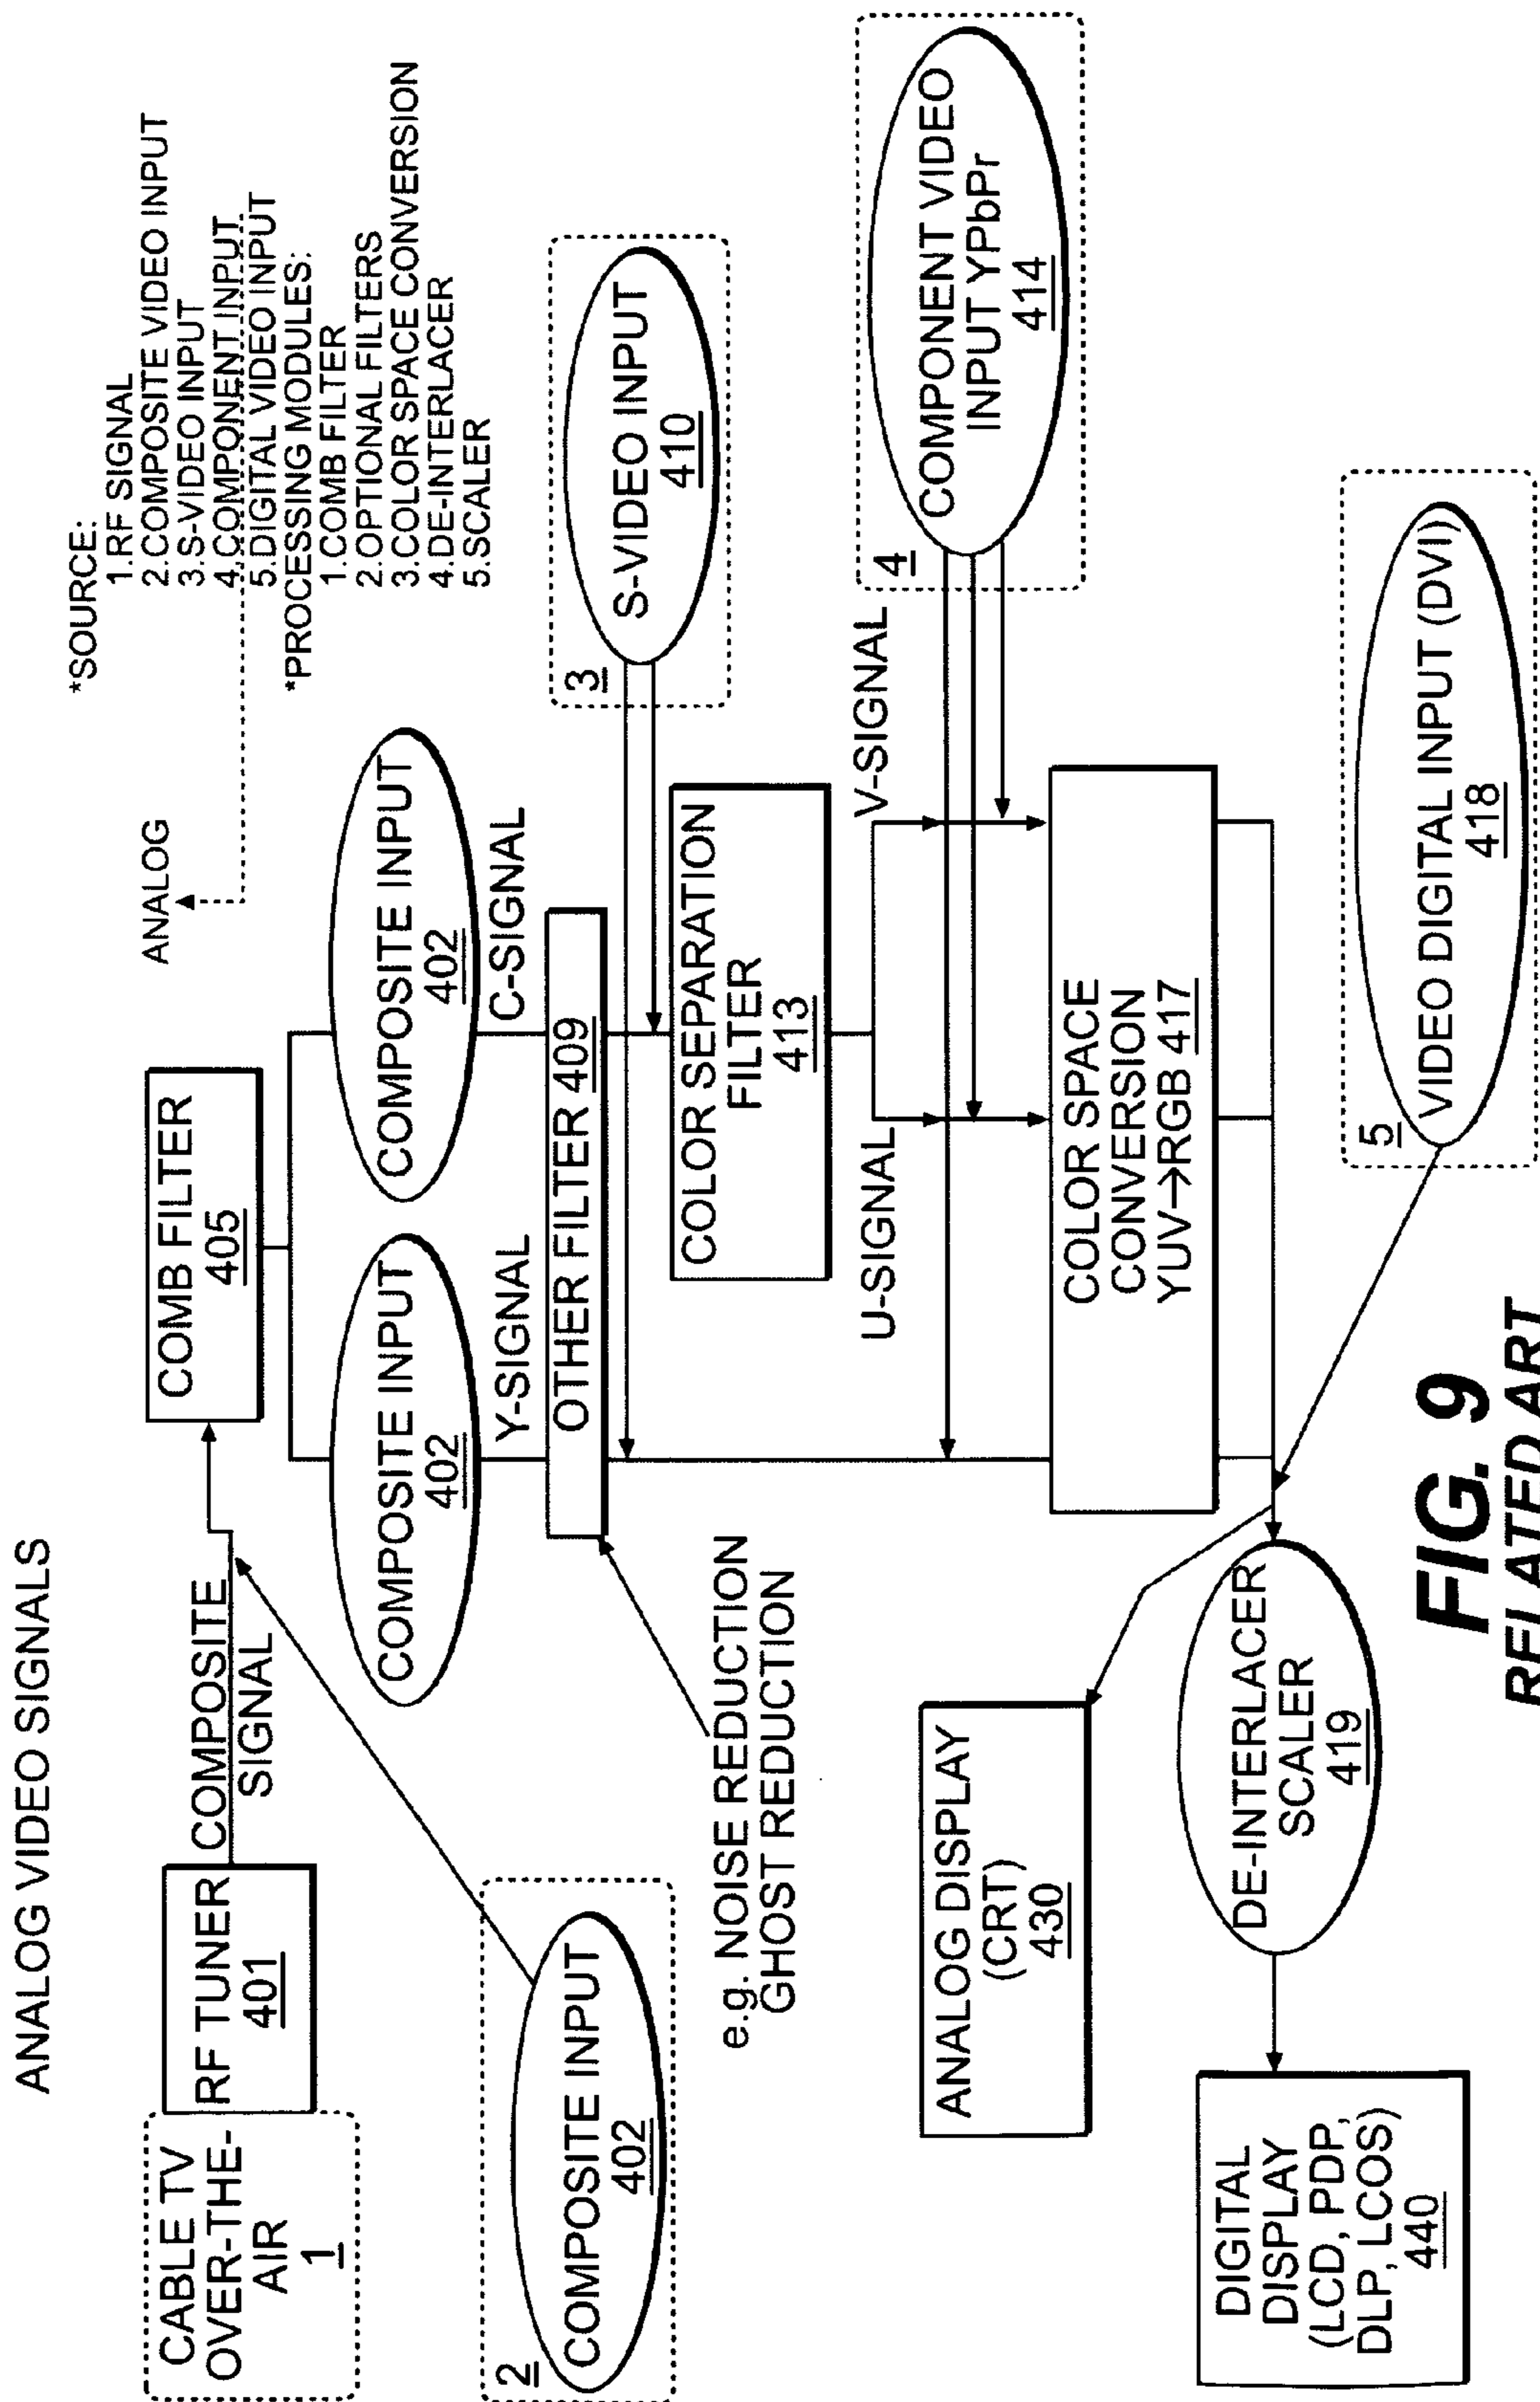 ANALOG VIDEO SIGNALS
CABLE TV
OVER-THE-
AIR
1
RF TUNER
401
COMPOSITE
SIGNAL
COMB FILTER
405
ANALOG
*SOURCE:
1.RF SIGNAL
2.COMPOSITE VIDEO INPUT
3.S-VIDEO INPUT
4.COMPONENT INPUT
5.DIGITAL VIDEO INPUT
*PROCESSING MODULES:
1.COMB FILTER
2.OPTIONAL FILTERS
3.COLOR SPACE CONVERSION
4.DE-INTERLACER
5.SCALER
2
COMPOSITE INPUT
402
COMPOSITE INPUT
402
COMPOSITE INPUT
402
Y-SIGNAL
C-SIGNAL
OTHER FILTER 409
e.g. NOISE REDUCTION
GHOST REDUCTION
3
S-VIDEO INPUT
410
COLOR SEPARATION
FILTER
413
U-SIGNAL
V-SIGNAL
4
COMPONENT VIDEO
INPUT YPbPr
414
COLOR SPACE
CONVERSION
YUV→RGB 417
ANALOG DISPLAY
(CRT)
430
DIGITAL
DISPLAY
(LCD, PDP,
DLP, LCOS)
440
DE-INTERLACER
SCALER
419
5
VIDEO DIGITAL INPUT (DVI)
418
FIG. 9
RELATED ART